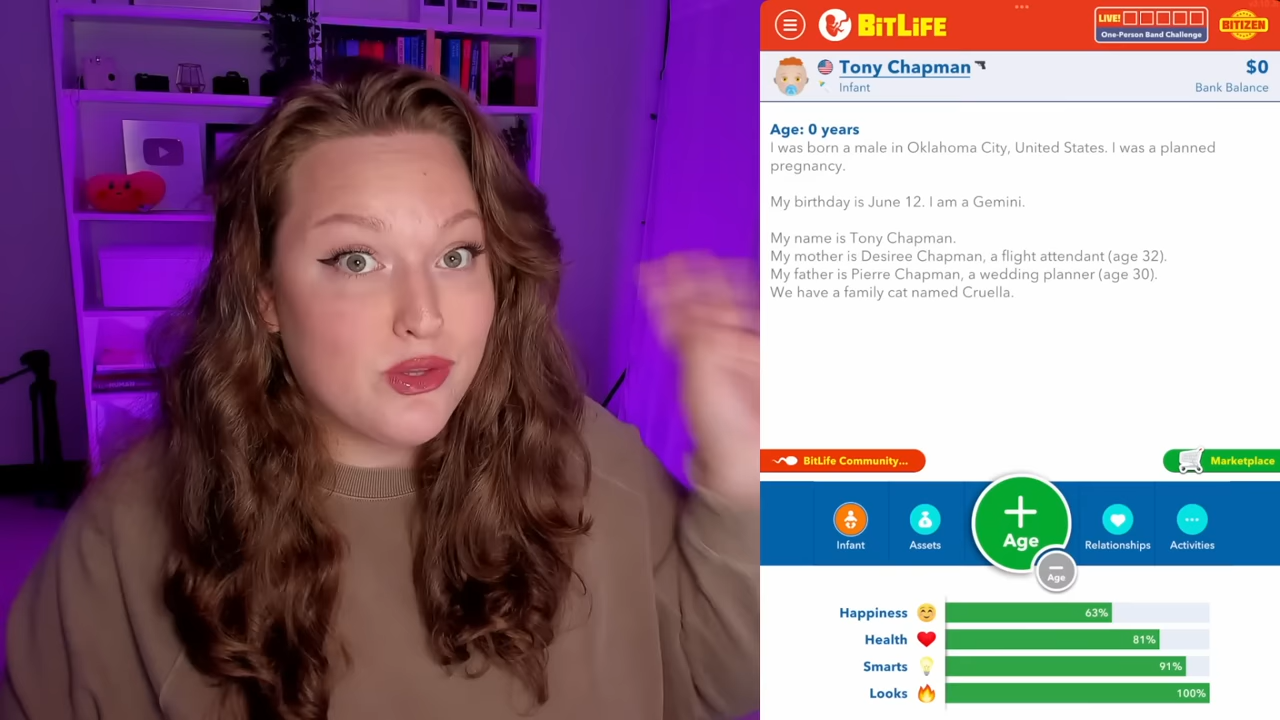 BITLIFE
LIVE!
One-Person Band Challenge
BITIZEN
Tony Chapman
$0
Infant
Bank Balance
Age: 0 years
I was born a male in Oklahoma City, United States. I was a planned
pregnancy.
My birthday is June 12. I am a Gemini.
My name is Tony Chapman.
My mother is Desiree Chapman, a flight attendant (age 32).
My father is Pierre Chapman, a wedding planner (age 30).
We have a family cat named Cruella.
BitLife Community...
Marketplace
Infant
Assets
Age
Age
Relationships
Activities
Happiness 63%
Health 81%
Smarts 91%
Looks 100%